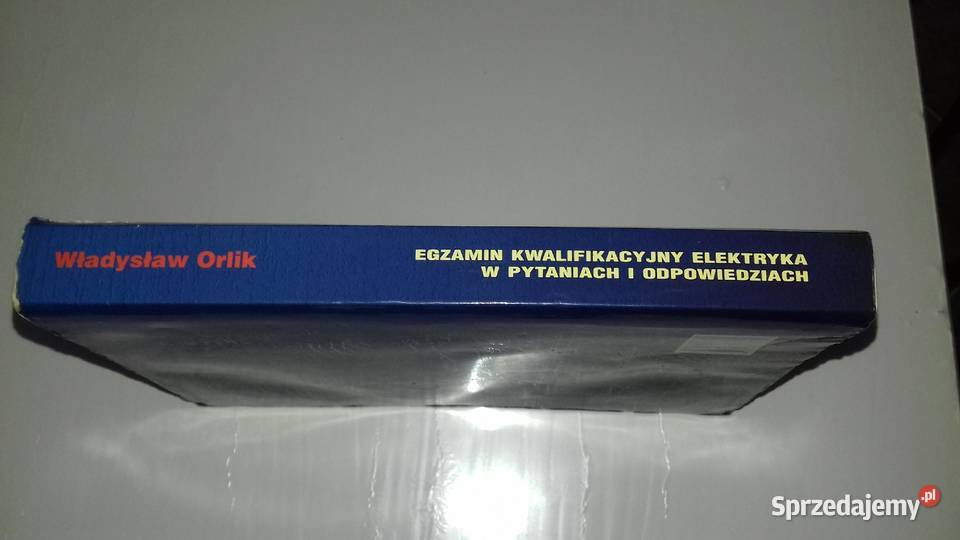 Władysław Orlik
EGZAMIN KWALIFIKACYJNY ELEKTRYKA
W PYTANIACH I ODPOWIEDZIACH
Sprzedajemy.pl